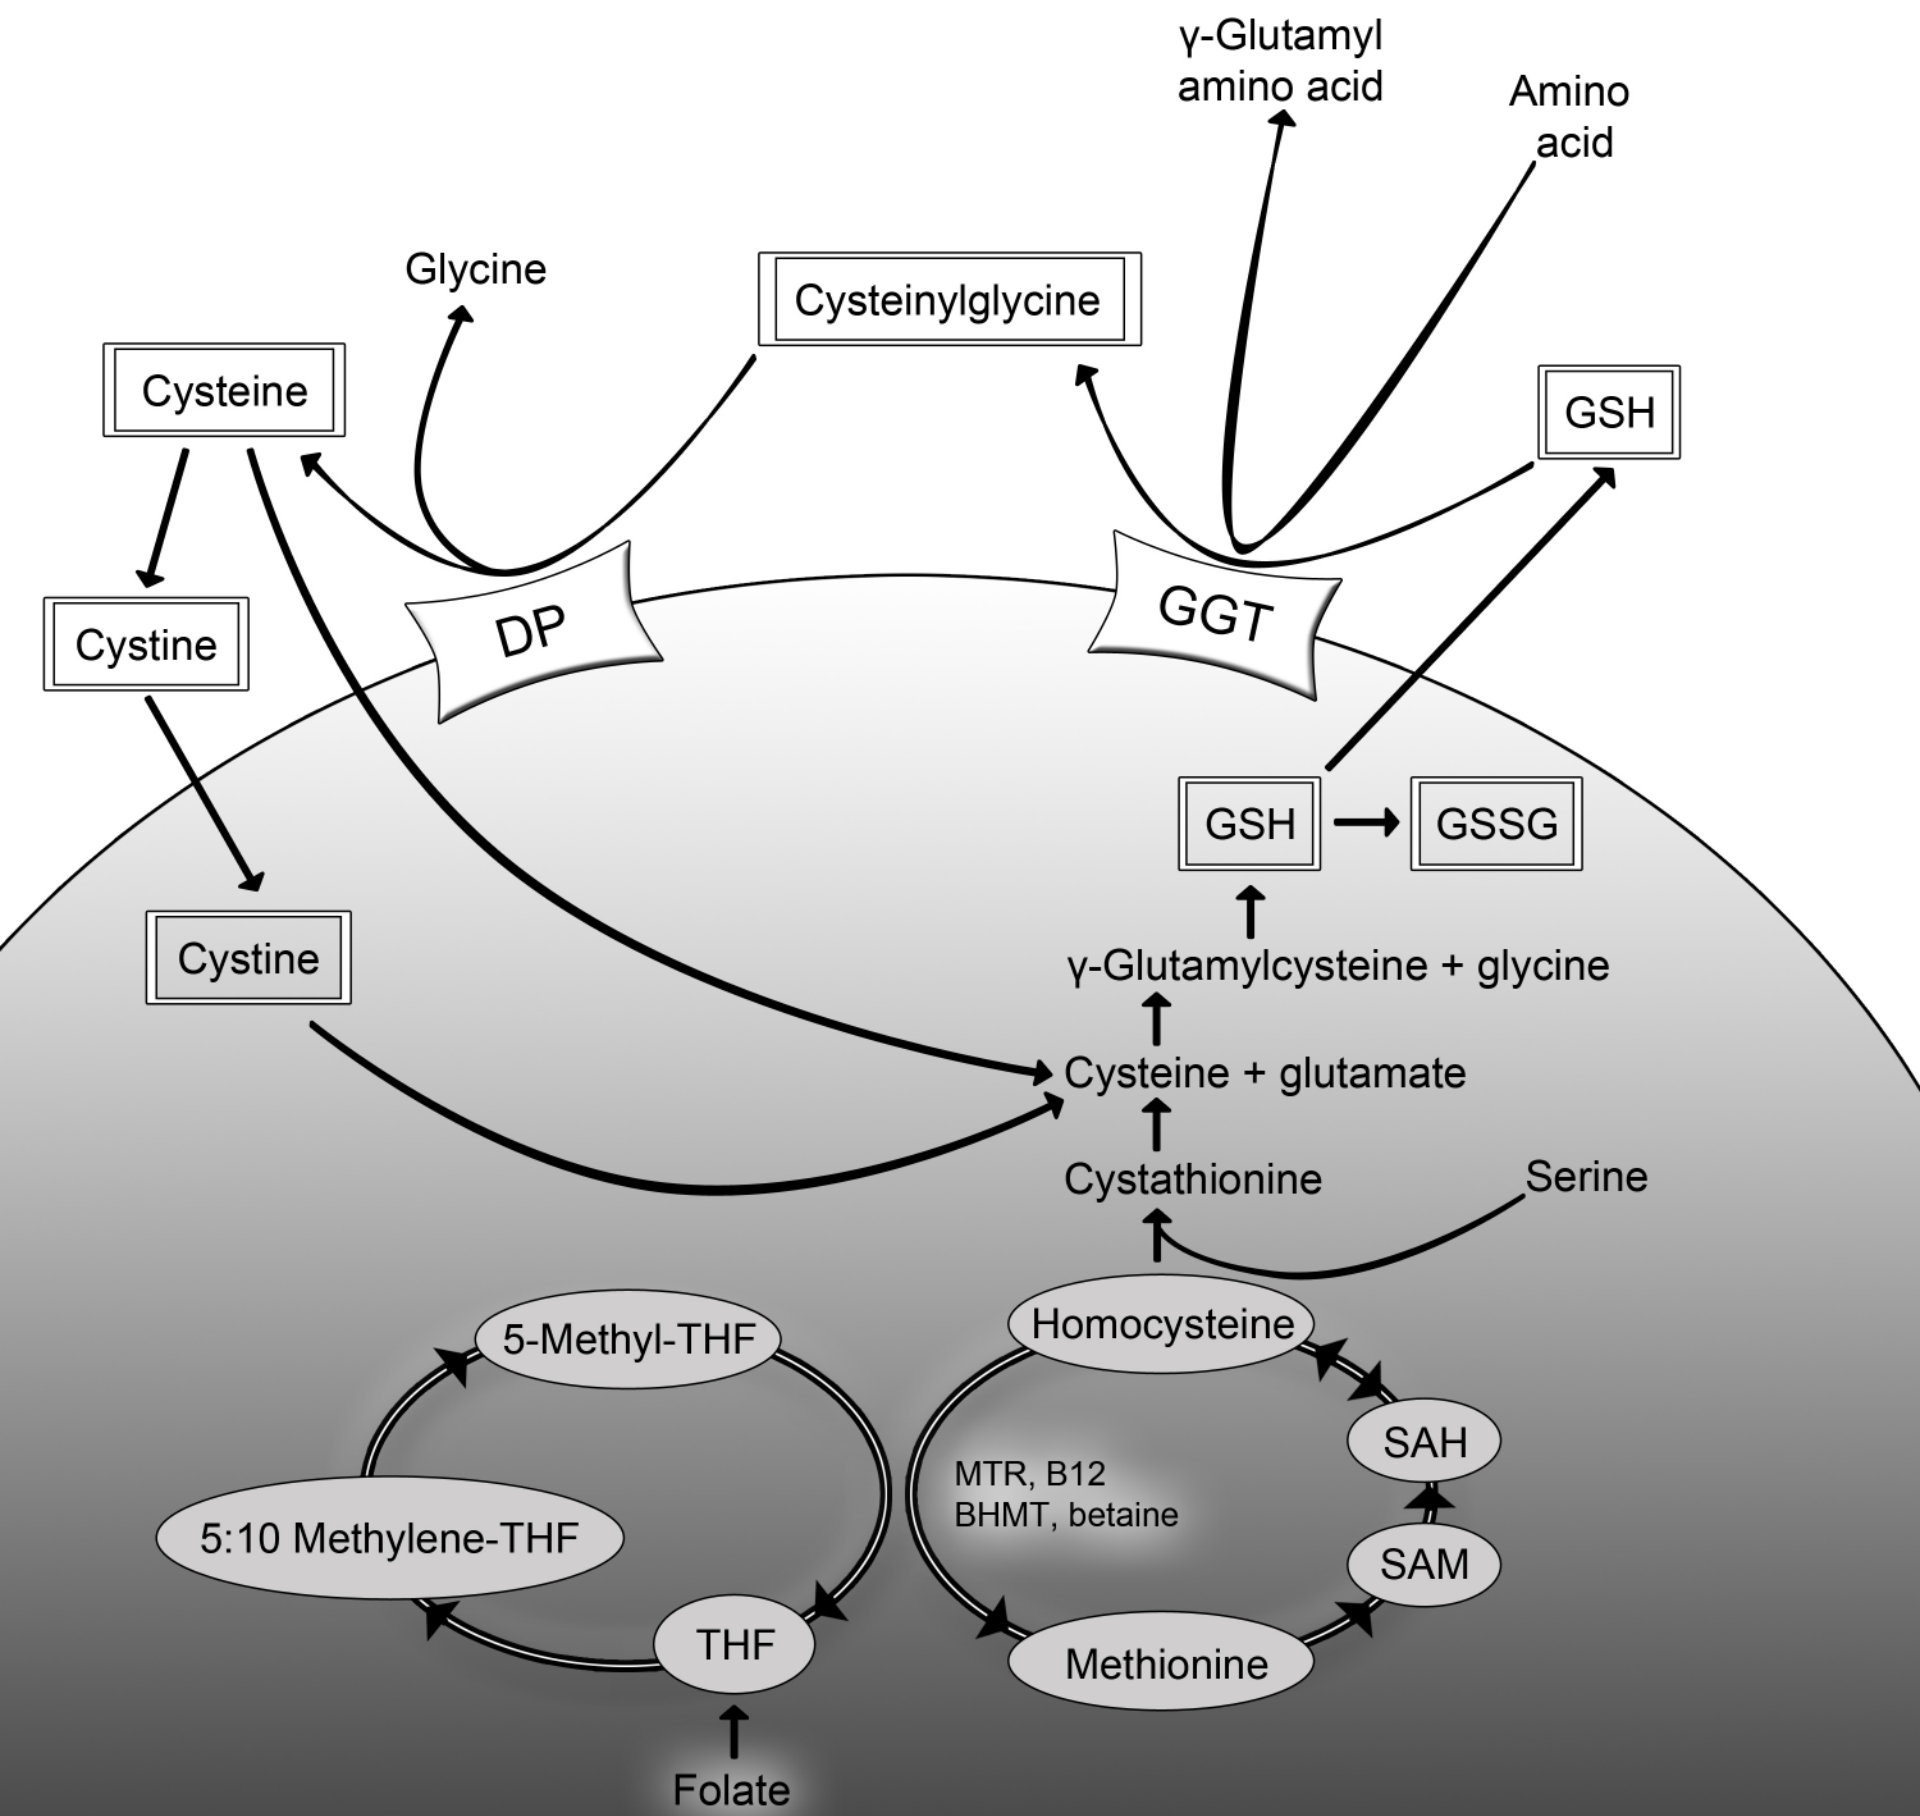 γ-Glutamyl
amino acid
Amino
acid
Glycine
Cysteinylglycine
Cysteine
GSH
DP
GGT
Cystine
GSH
GSSG
Cystine
γ-Glutamylcysteine + glycine
Cysteine + glutamate
Cystathionine
Serine
Homocysteine
5-Methyl-THF
SAH
MTR, B12
BHMT, betaine
5:10 Methylene-THF
SAM
THF
Methionine
Folate